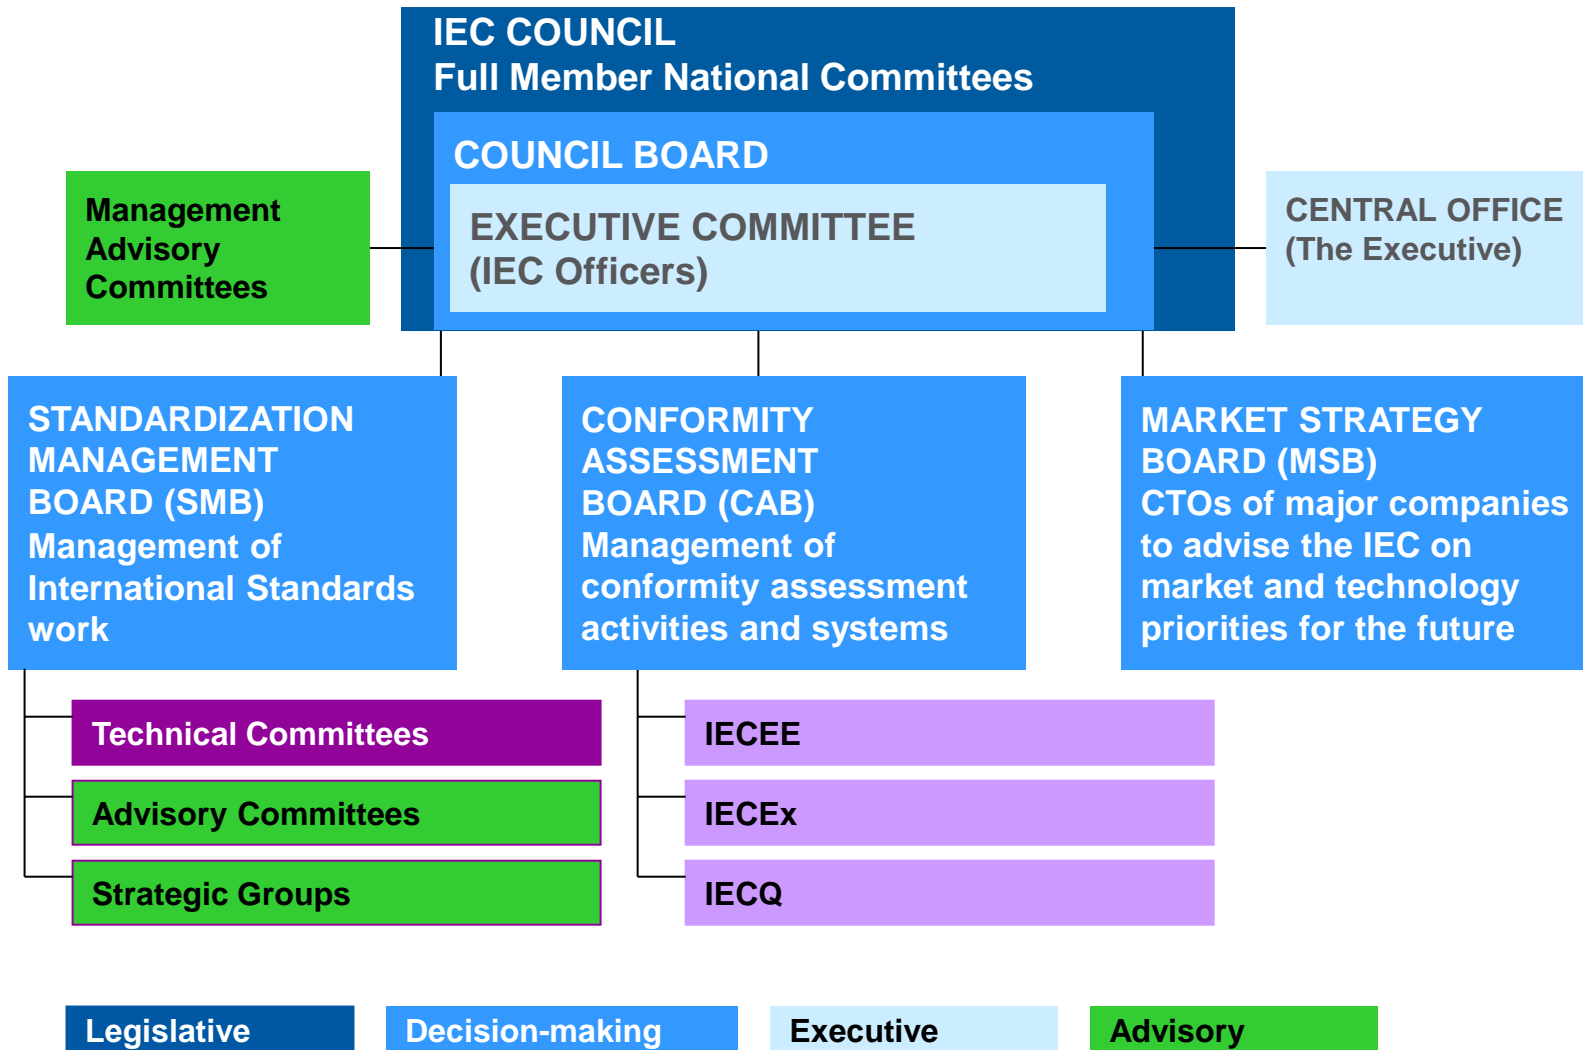 IEC COUNCIL
Full Member National Committees
COUNCIL BOARD
EXECUTIVE COMMITTEE
(IEC Officers)
Management
Advisory
Committees
CENTRAL OFFICE
(The Executive)
STANDARDIZATION
MANAGEMENT
BOARD (SMB)
Management of
International Standards
work
CONFORMITY
ASSESSMENT
BOARD (CAB)
Management of
conformity assessment
activities and systems
MARKET STRATEGY
BOARD (MSB)
CTOs of major companies
to advise the IEC on
market and technology
priorities for the future
Technical Committees
Advisory Committees
Strategic Groups
IECEE
IECEx
IECQ
Legislative
Decision-making
Executive
Advisory